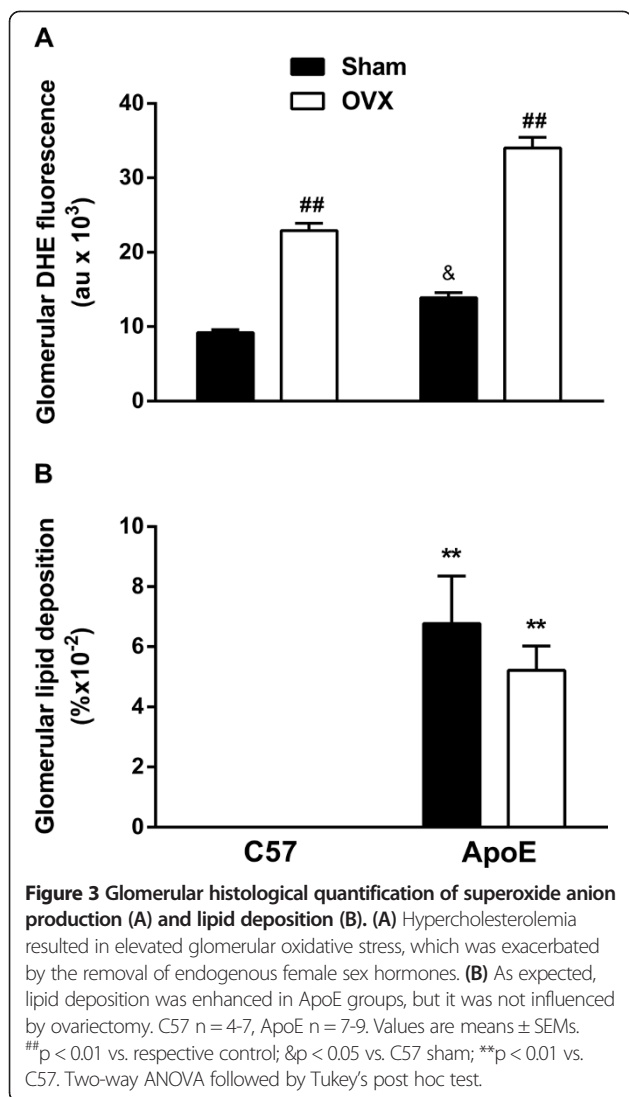 A
Sham
OVX
Glomerular DHE fluorescence
(au x 10³)
40
30
20
10
0
##
&
##
B
Glomerular lipid deposition
(%x10⁻²)
10
8
6
4
2
0
**
**
C57
ApoE
Figure 3 Glomerular histological quantification of superoxide anion
production (A) and lipid deposition (B). (A) Hypercholesterolemia
resulted in elevated glomerular oxidative stress, which was exacerbated
by the removal of endogenous female sex hormones. (B) As expected,
lipid deposition was enhanced in ApoE groups, but it was not influenced
by ovariectomy. C57 n = 4-7, ApoE n = 7-9. Values are means ± SEMs.
##p < 0.01 vs. respective control; &p < 0.05 vs. C57 sham; **p < 0.01 vs.
C57. Two-way ANOVA followed by Tukey's post hoc test.